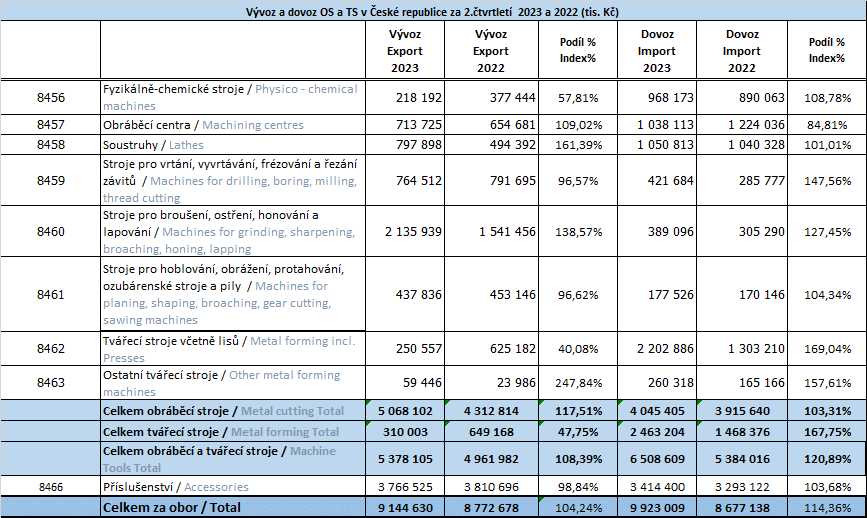 Vývoz a dovoz OS a TS v České republice za 2.čtvrtletí 2023 a 2022 (tis. Kč)
Vývoz Export 2023 Vývoz Export 2022 Podíl % Index% Dovoz Import 2023 Dovoz Import 2022 Podíl % Index%
8456 Fyzikálně-chemické stroje / Physico - chemical machines 218 192 377 444 57,81% 968 173 890 063 108,78%
8457 Obráběcí centra / Machining centres 713 725 654 681 109,02% 1 038 113 1 224 036 84,81%
8458 Soustruhy / Lathes 797 898 494 392 161,39% 1 050 813 1 040 328 101,01%
8459 Stroje pro vrtání, vyvrtávání, frézování a řezání závitů / Machines for drilling, boring, milling, thread cutting 764 512 791 695 96,57% 421 684 285 777 147,56%
8460 Stroje pro broušení, ostření, honování a lapování / Machines for grinding, sharpening, broaching, honing, lapping 2 135 939 1 541 456 138,57% 389 096 305 290 127,45%
8461 Stroje pro hoblování, obrážení, protahování, ozubárenské stroje a pily / Machines for planing, shaping, broaching, gear cutting, sawing machines 437 836 453 146 96,62% 177 526 170 146 104,34%
8462 Tvářecí stroje včetně lisů / Metal forming incl. Presses 250 557 625 182 40,08% 2 202 886 1 303 210 169,04%
8463 Ostatní tvářecí stroje / Other metal forming machines 59 446 23 986 247,84% 260 318 165 166 157,61%
Celkem obráběcí stroje / Metal cutting Total 5 068 102 4 312 814 117,51% 4 045 405 3 915 640 103,31%
Celkem tvářecí stroje / Metal forming Total 310 003 649 168 47,75% 2 463 204 1 468 376 167,75%
Celkem obráběcí a tvářecí stroje / Machine Tools Total 5 378 105 4 961 982 108,39% 6 508 609 5 384 016 120,89%
8466 Příslušenství / Accessories 3 766 525 3 810 696 98,84% 3 414 400 3 293 122 103,68%
Celkem za obor / Total 9 144 630 8 772 678 104,24% 9 923 009 8 677 138 114,36%